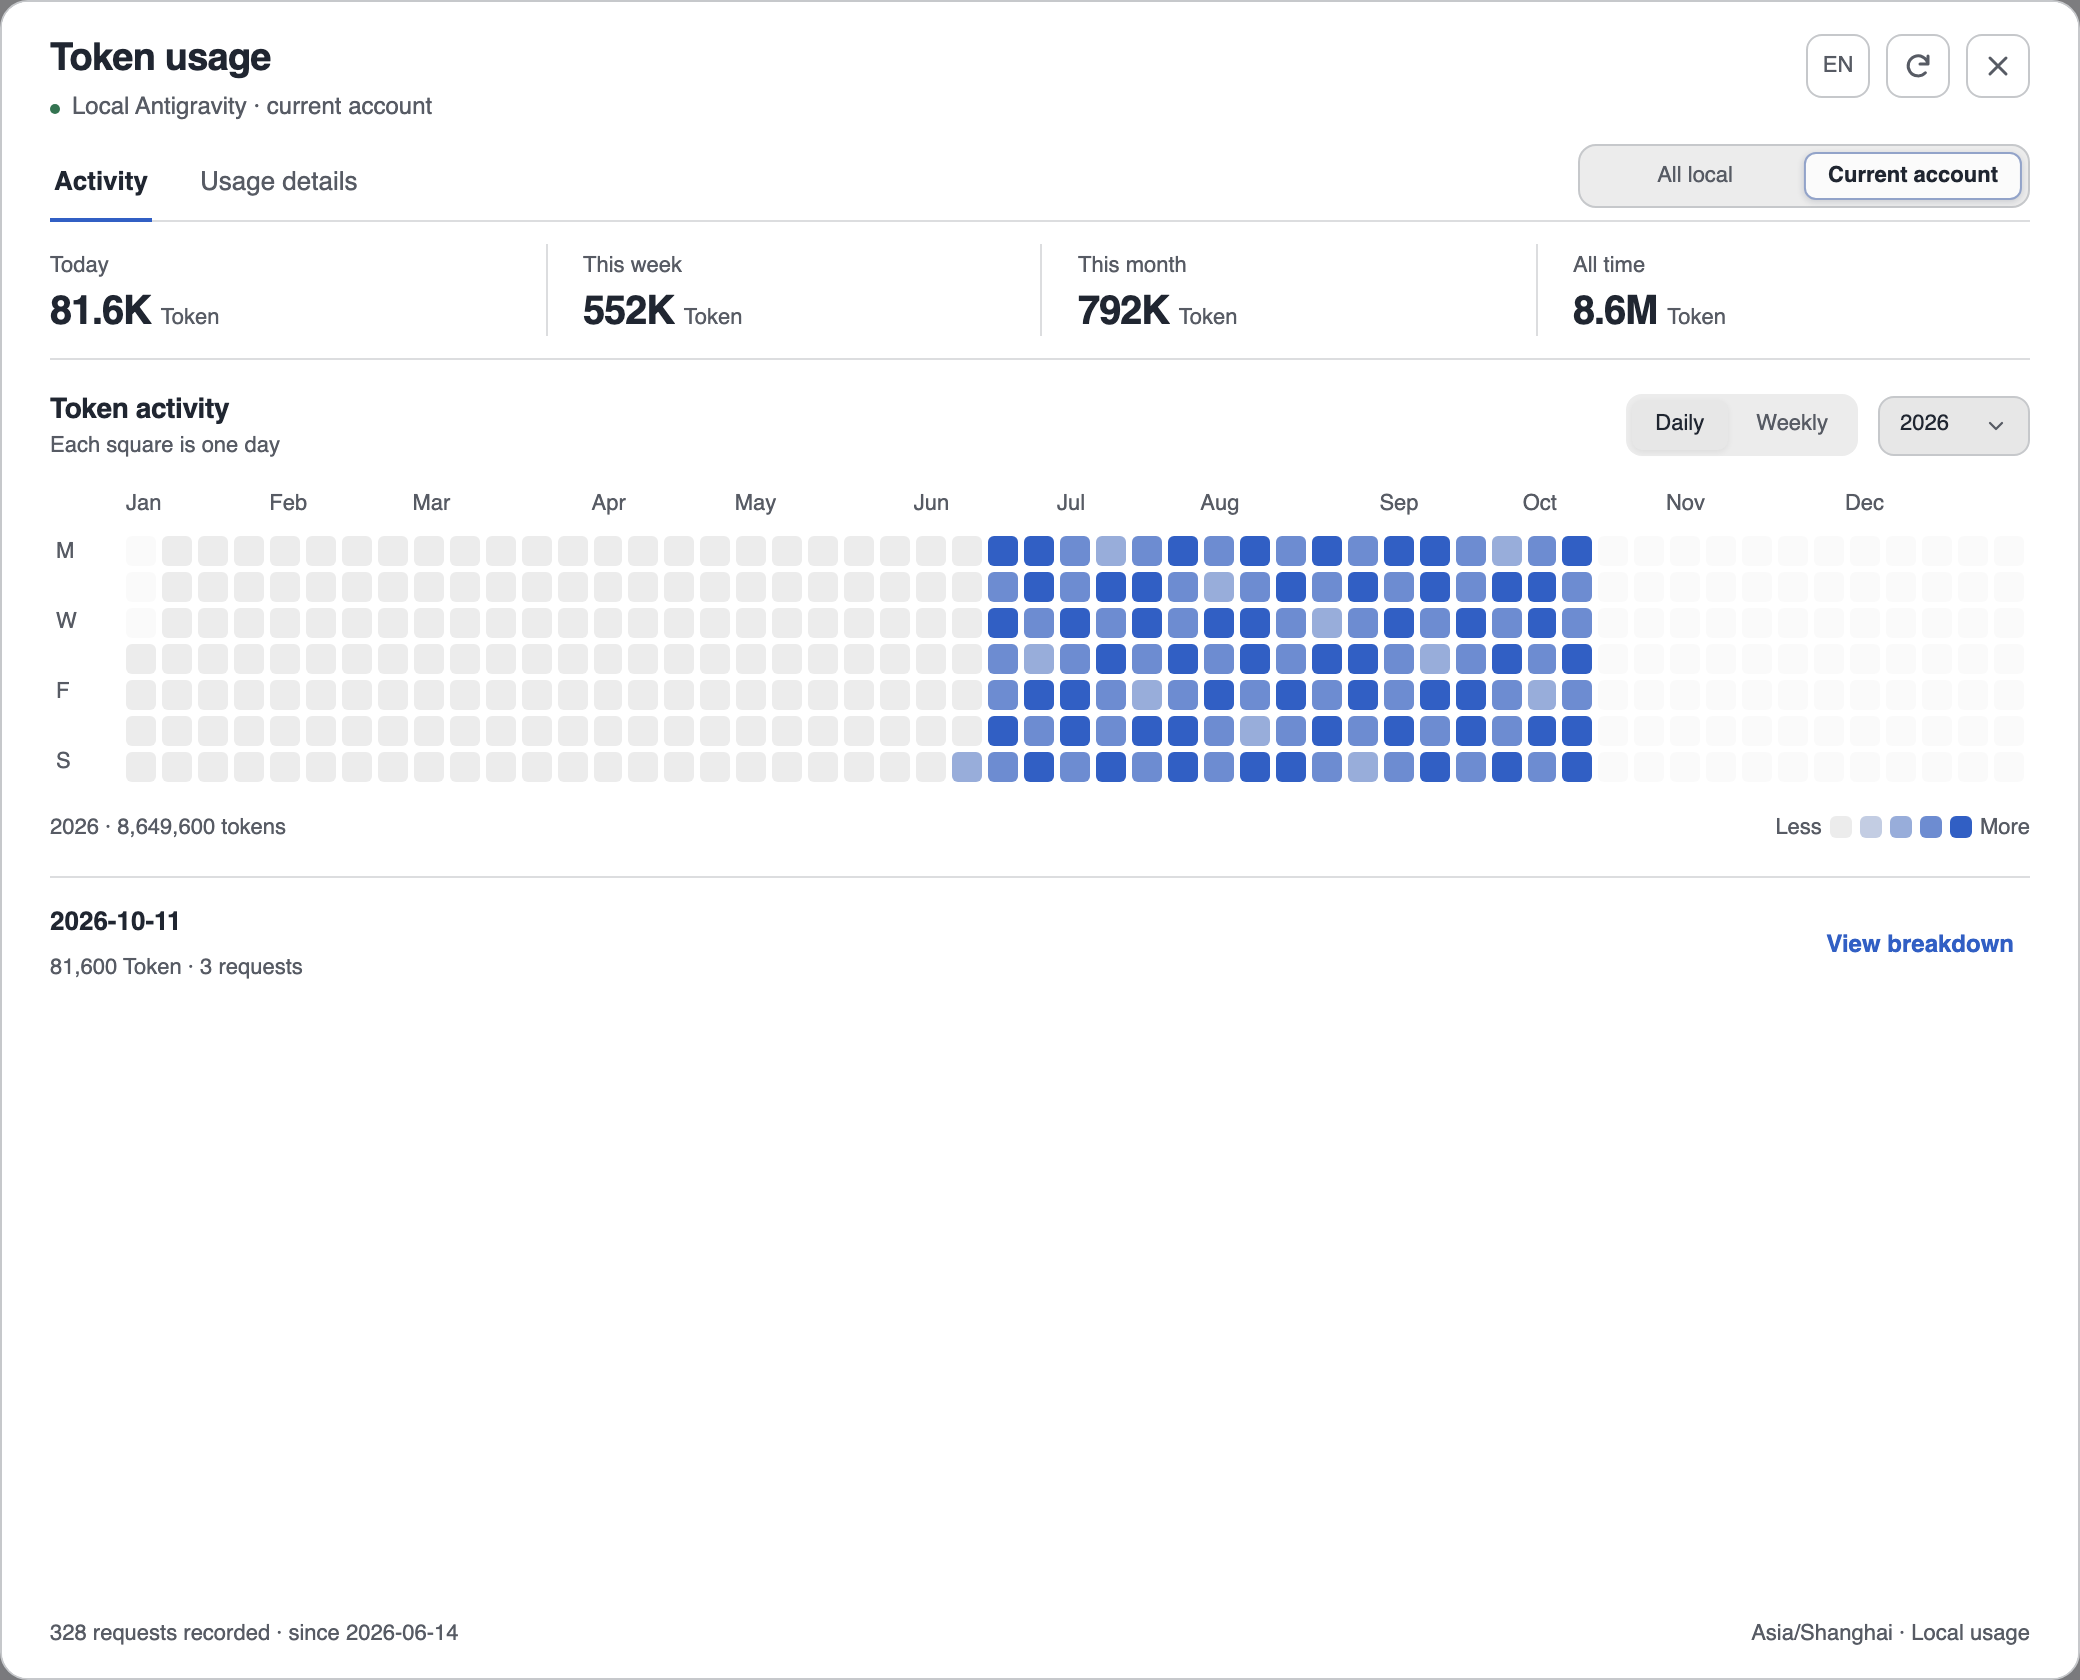 Token usage
EN
Local Antigravity · current account
Activity
Usage details
All local
Current account
Today
81.6K Token
This week
552K Token
This month
792K Token
All time
8.6M Token
Token activity
Each square is one day
Daily
Weekly
2026
Jan Feb Mar Apr May Jun Jul Aug Sep Oct Nov Dec
M
W
F
S
2026 · 8,649,600 tokens
Less
More
2026-10-11
81,600 Token · 3 requests
View breakdown
328 requests recorded · since 2026-06-14
Asia/Shanghai · Local usage